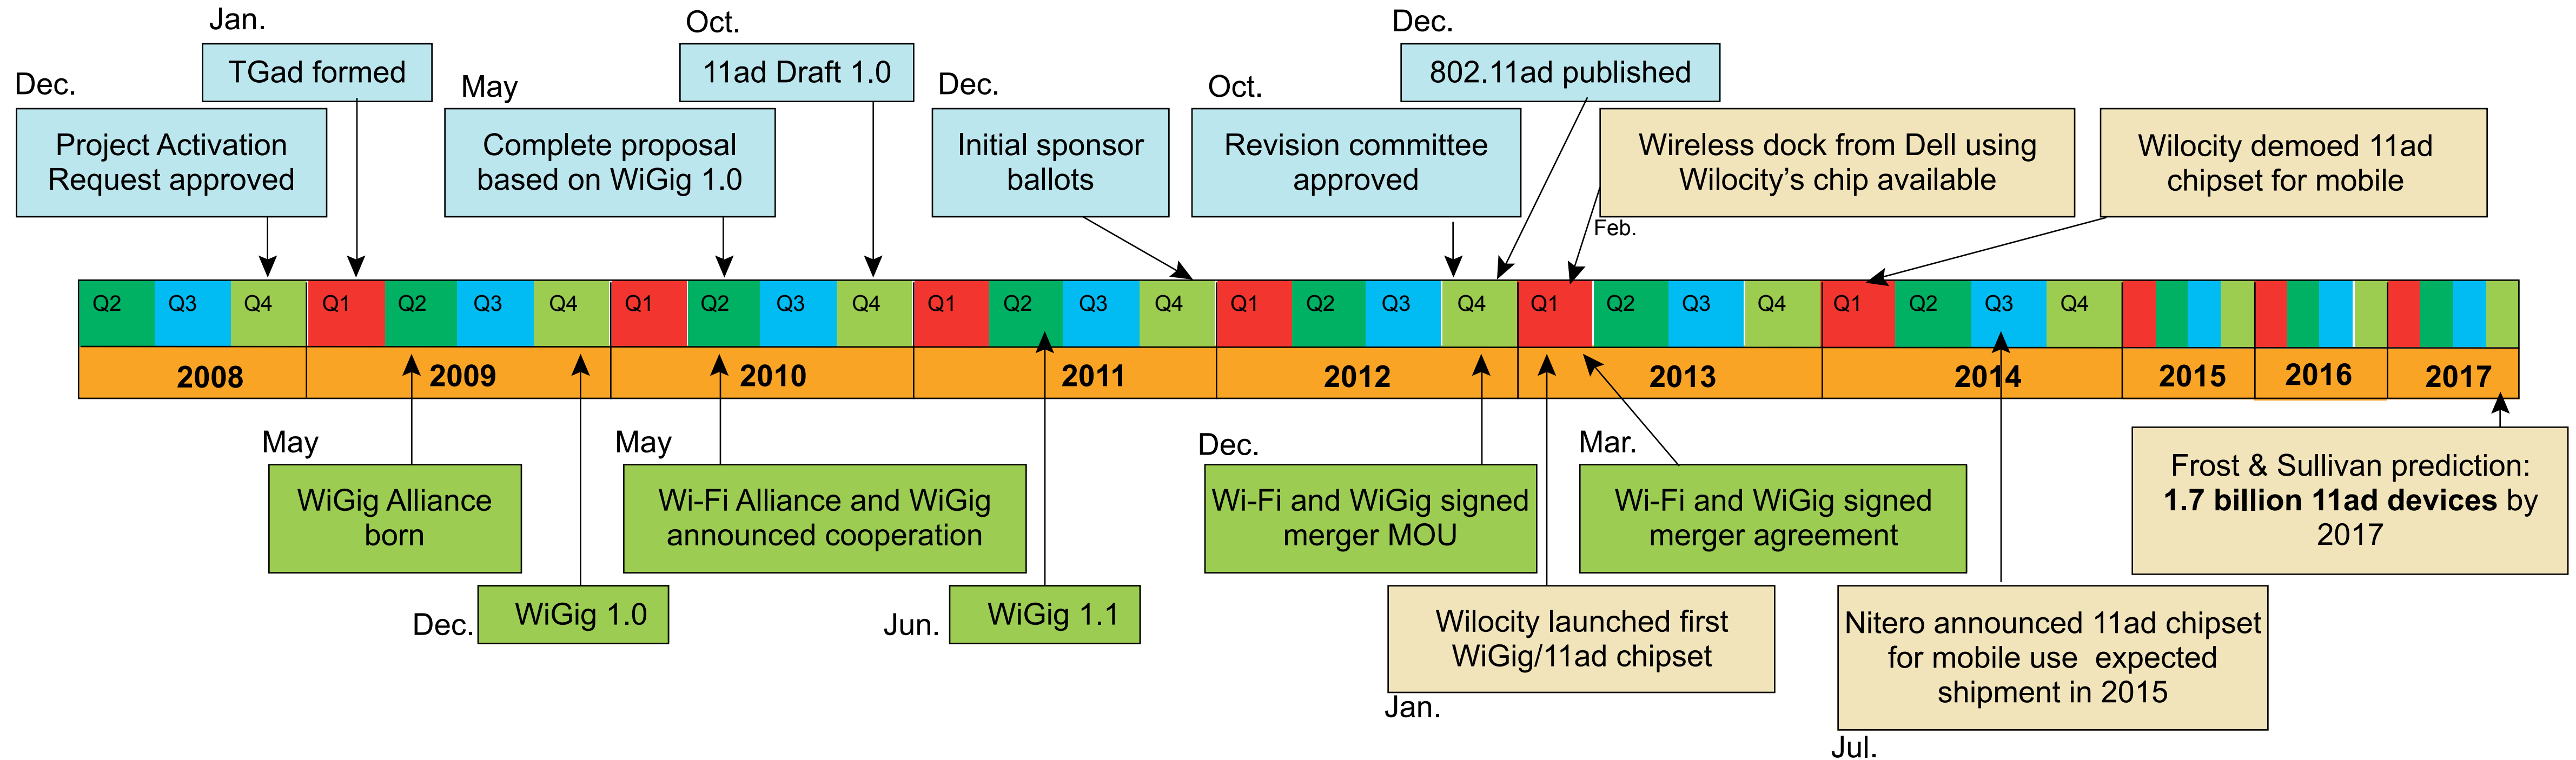 Jan.
TGad formed
Oct.
11ad Draft 1.0
Dec.
802.11ad published
Dec.
Project Activation
Request approved
May
Complete proposal
based on WiGig 1.0
Dec.
Initial sponsor
ballots
Oct.
Revision committee
approved
Wireless dock from Dell using
Wilocity's chip available
Feb.
Wilocity demoed 11ad
chipset for mobile
Q2 Q3 Q4 Q1 Q2 Q3 Q4 Q1 Q2 Q3 Q4 Q1 Q2 Q3 Q4 Q1 Q2 Q3 Q4 Q1 Q2 Q3 Q4 Q1 Q2 Q3 Q4
2008 2009 2010 2011 2012 2013 2014 2015 2016 2017
May
WiGig Alliance
born
Dec.
WiGig 1.0
May
Wi-Fi Alliance and WiGig
announced cooperation
Jun.
WiGig 1.1
Dec.
Wi-Fi and WiGig signed
merger MOU
Mar.
Wi-Fi and WiGig signed
merger agreement
Wilocity launched first
WiGig/11ad chipset
Jan.
Nitero announced 11ad chipset
for mobile use expected
shipment in 2015
Jul.
Frost & Sullivan prediction:
1.7 billion 11ad devices by
2017